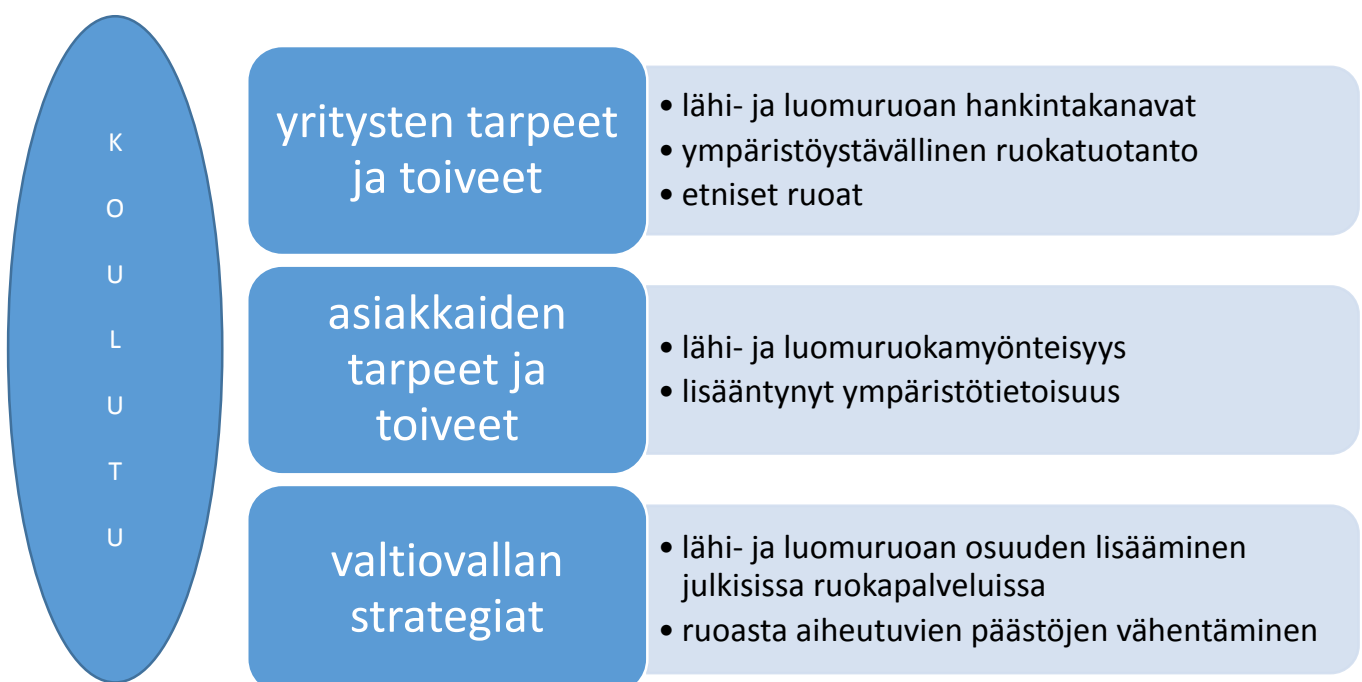 K
O
U
L
U
T
U
yritysten tarpeet
ja toiveet
• lähi- ja luomuruoan hankintakanavat
• ympäristöystävällinen ruokatuotanto
• etniset ruoat
asiakkaiden
tarpeet ja
toiveet
• lähi- ja luomuruokamyönteisyys
• lisääntynyt ympäristötietoisuus
valtiovallan
strategiat
• lähi- ja luomuruoan osuuden lisääminen
julkisissa ruokapalveluissa
• ruoasta aiheutuvien päästöjen vähentäminen